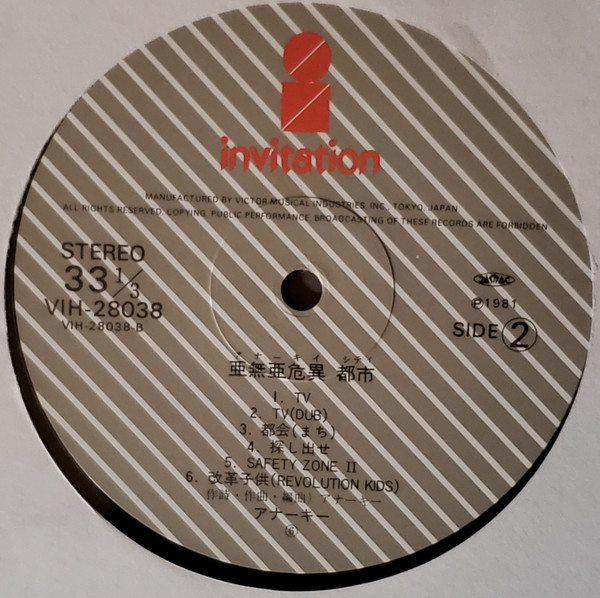 invitation
MANUFACTURED BY VICTOR MUSICAL INDUSTRIES, INC., TOKYO, JAPAN
ALL RIGHTS RESERVED, COPYING, PUBLIC PERFORMANCE, BROADCASTING OF THESE RECORDS ARE FORBIDDEN
STEREO
33 1/3
VIH-28038
VIH-28038-B
JASRAC
Ⓟ1981
SIDE ②
アナーキイ シティ
亜無亜危異 都市
1. TV
2. TV(DUB)
3. 都会(まち)
4. 探し出せ
5. SAFETY ZONE II
6. 改革子供(REVOLUTION KIDS)
作詩・作曲・編曲) アナーキー
アナーキー
⑥